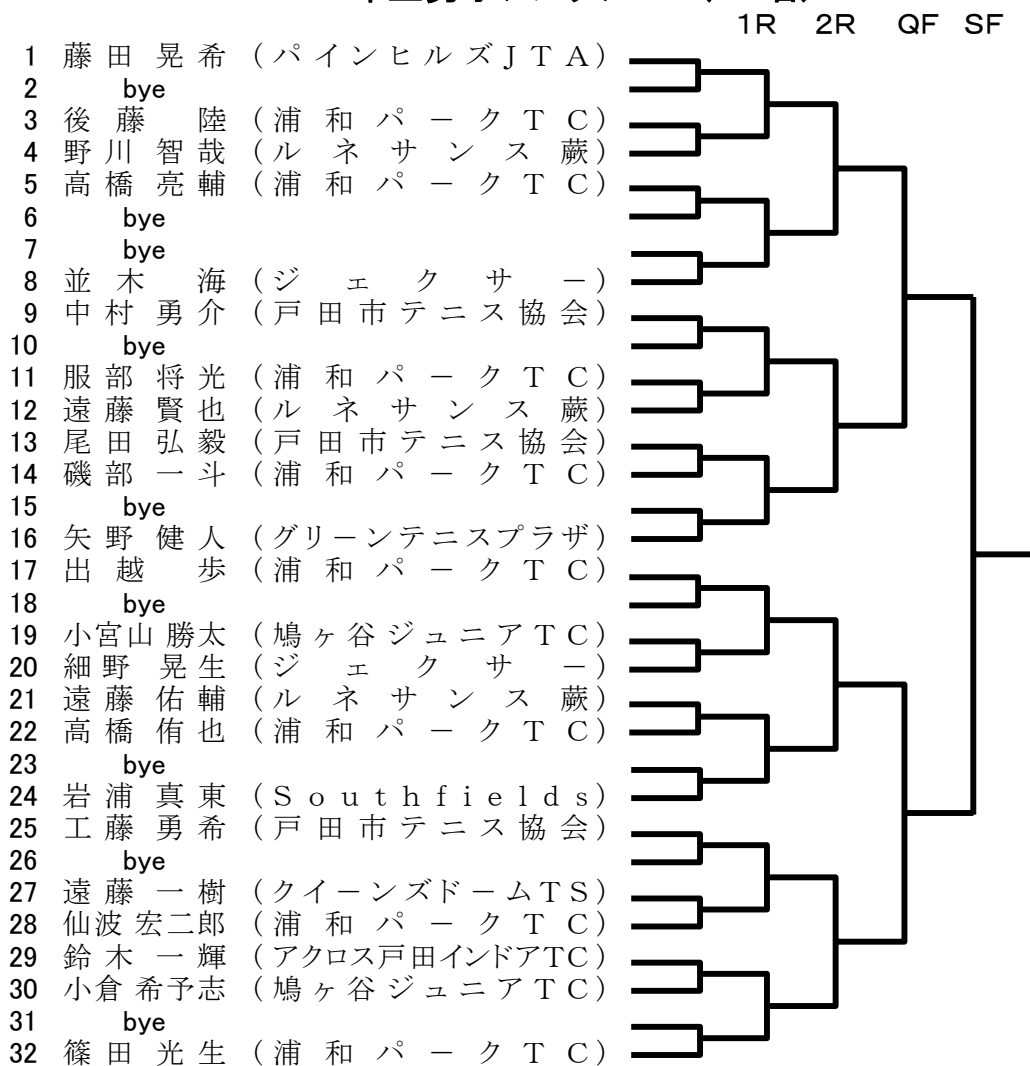 1R 2R QF SF
1 藤田 晃希 (パインヒルズJTA)
2 bye
3 後藤 陸 (浦和パークTC)
4 野川 智哉 (ルネサンス蕨)
5 高橋 亮輔 (浦和パークTC)
6 bye
7 bye
8 並木 海 (ジェクサー)
9 中村 勇介 (戸田市テニス協会)
10 bye
11 服部 将光 (浦和パークTC)
12 遠藤 賢也 (ルネサンス蕨)
13 尾田 弘毅 (戸田市テニス協会)
14 磯部 一斗 (浦和パークTC)
15 bye
16 矢野 健人 (グリーンテニスプラザ)
17 出越 歩 (浦和パークTC)
18 bye
19 小宮山 勝太 (鳩ヶ谷ジュニアTC)
20 細野 晃生 (ジェクサー)
21 遠藤 佑輔 (ルネサンス蕨)
22 高橋 侑也 (浦和パークTC)
23 bye
24 岩浦 真東 (Southfields)
25 工藤 勇希 (戸田市テニス協会)
26 bye
27 遠藤 一樹 (クイーンズドームTS)
28 仙波 宏二郎 (浦和パークTC)
29 鈴木 一輝 (アクロス戸田インドアTC)
30 小倉 希予志 (鳩ヶ谷ジュニアTC)
31 bye
32 篠田 光生 (浦和パークTC)